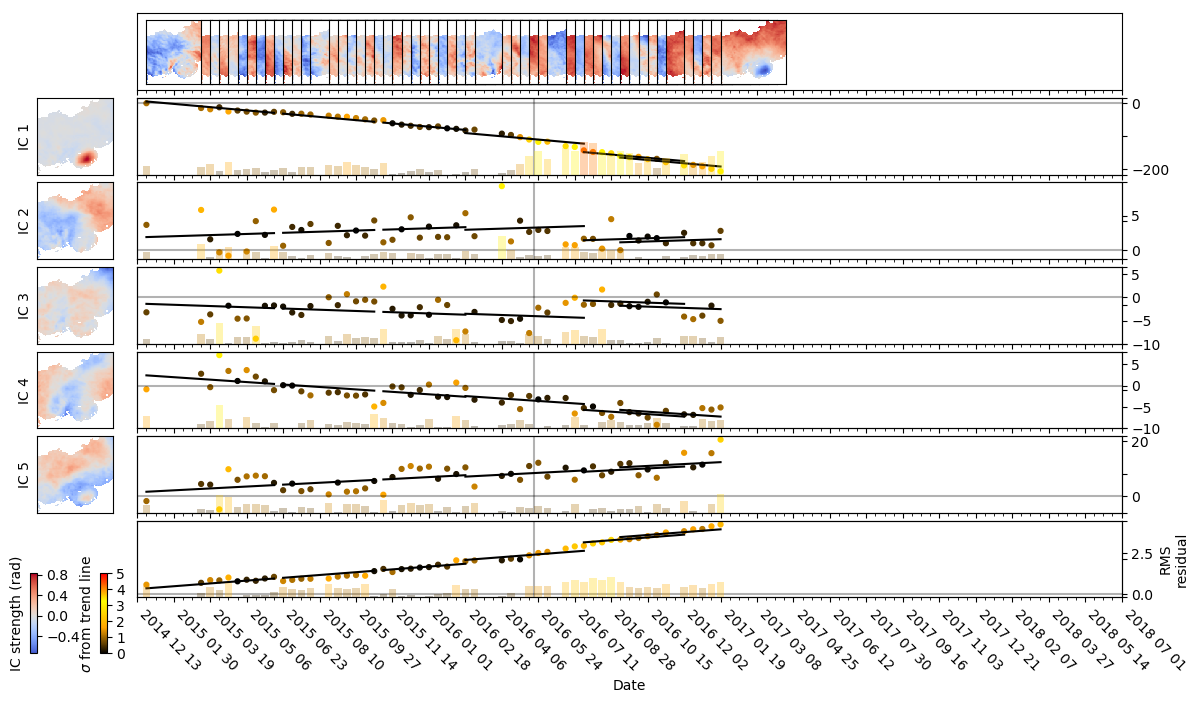 IC 1
0
−200
IC 2
5
0
IC 3
5
0
−5
−10
IC 4
5
0
−5
−10
IC 5
20
0
2.5
0.0
RMS
residual
IC strength (rad)
0.8
0.4
0.0
−0.4
σ from trend line
5
4
3
2
1
0
2014 12 13
2015 01 30
2015 03 19
2015 05 06
2015 06 23
2015 08 10
2015 09 27
2015 11 14
2016 01 01
2016 02 18
2016 04 06
2016 05 24
2016 07 11
2016 08 28
2016 10 15
2016 12 02
2017 01 19
2017 03 08
2017 04 25
2017 06 12
2017 07 30
2017 09 16
2017 11 03
2017 12 21
2018 02 07
2018 03 27
2018 05 14
2018 07 01
Date